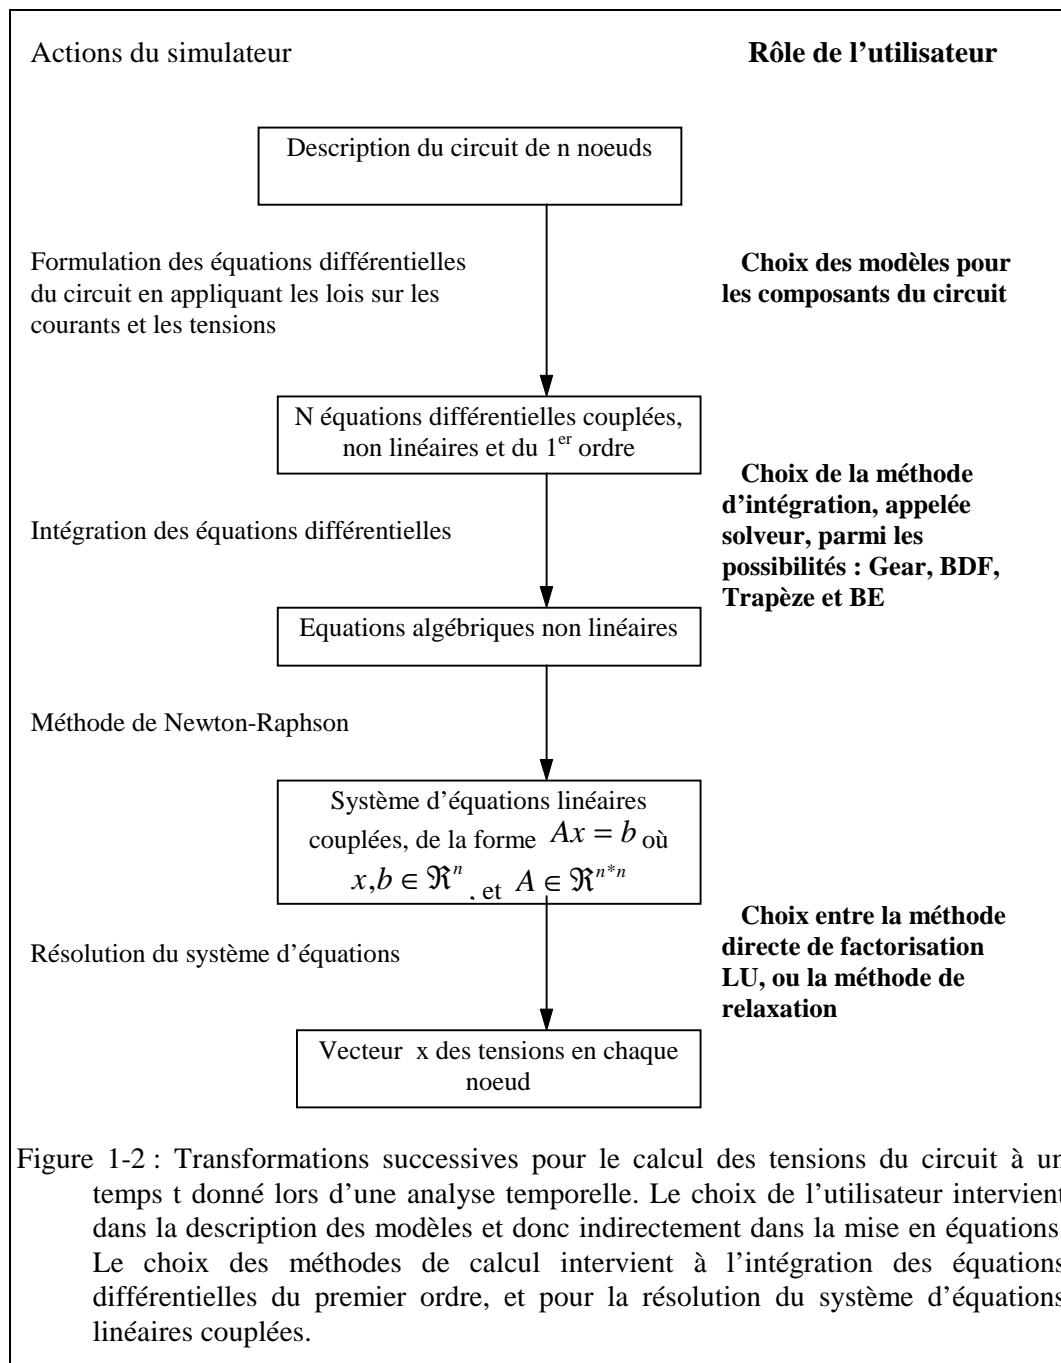 Actions du simulateur
Rôle de l’utilisateur
Description du circuit de n noeuds
Formulation des équations différentielles
du circuit en appliquant les lois sur les
courants et les tensions
Choix des modèles pour
les composants du circuit
N équations différentielles couplées,
non linéaires et du 1er ordre
Choix de la méthode
d’intégration, appelée
solveur, parmi les
possibilités : Gear, BDF,
Trapèze et BE
Intégration des équations différentielles
Equations algébriques non linéaires
Méthode de Newton-Raphson
Système d’équations linéaires
couplées, de la forme Ax = b où
x,b ∈ ℜ^n , et A ∈ ℜ^n*n
Choix entre la méthode
directe de factorisation
LU, ou la méthode de
relaxation
Résolution du système d’équations
Vecteur x des tensions en chaque
noeud
Figure 1-2 : Transformations successives pour le calcul des tensions du circuit à un
temps t donné lors d’une analyse temporelle. Le choix de l’utilisateur intervient
dans la description des modèles et donc indirectement dans la mise en équations
Le choix des méthodes de calcul intervient à l’intégration des équations
différentielles du premier ordre, et pour la résolution du système d’équations
linéaires couplées.